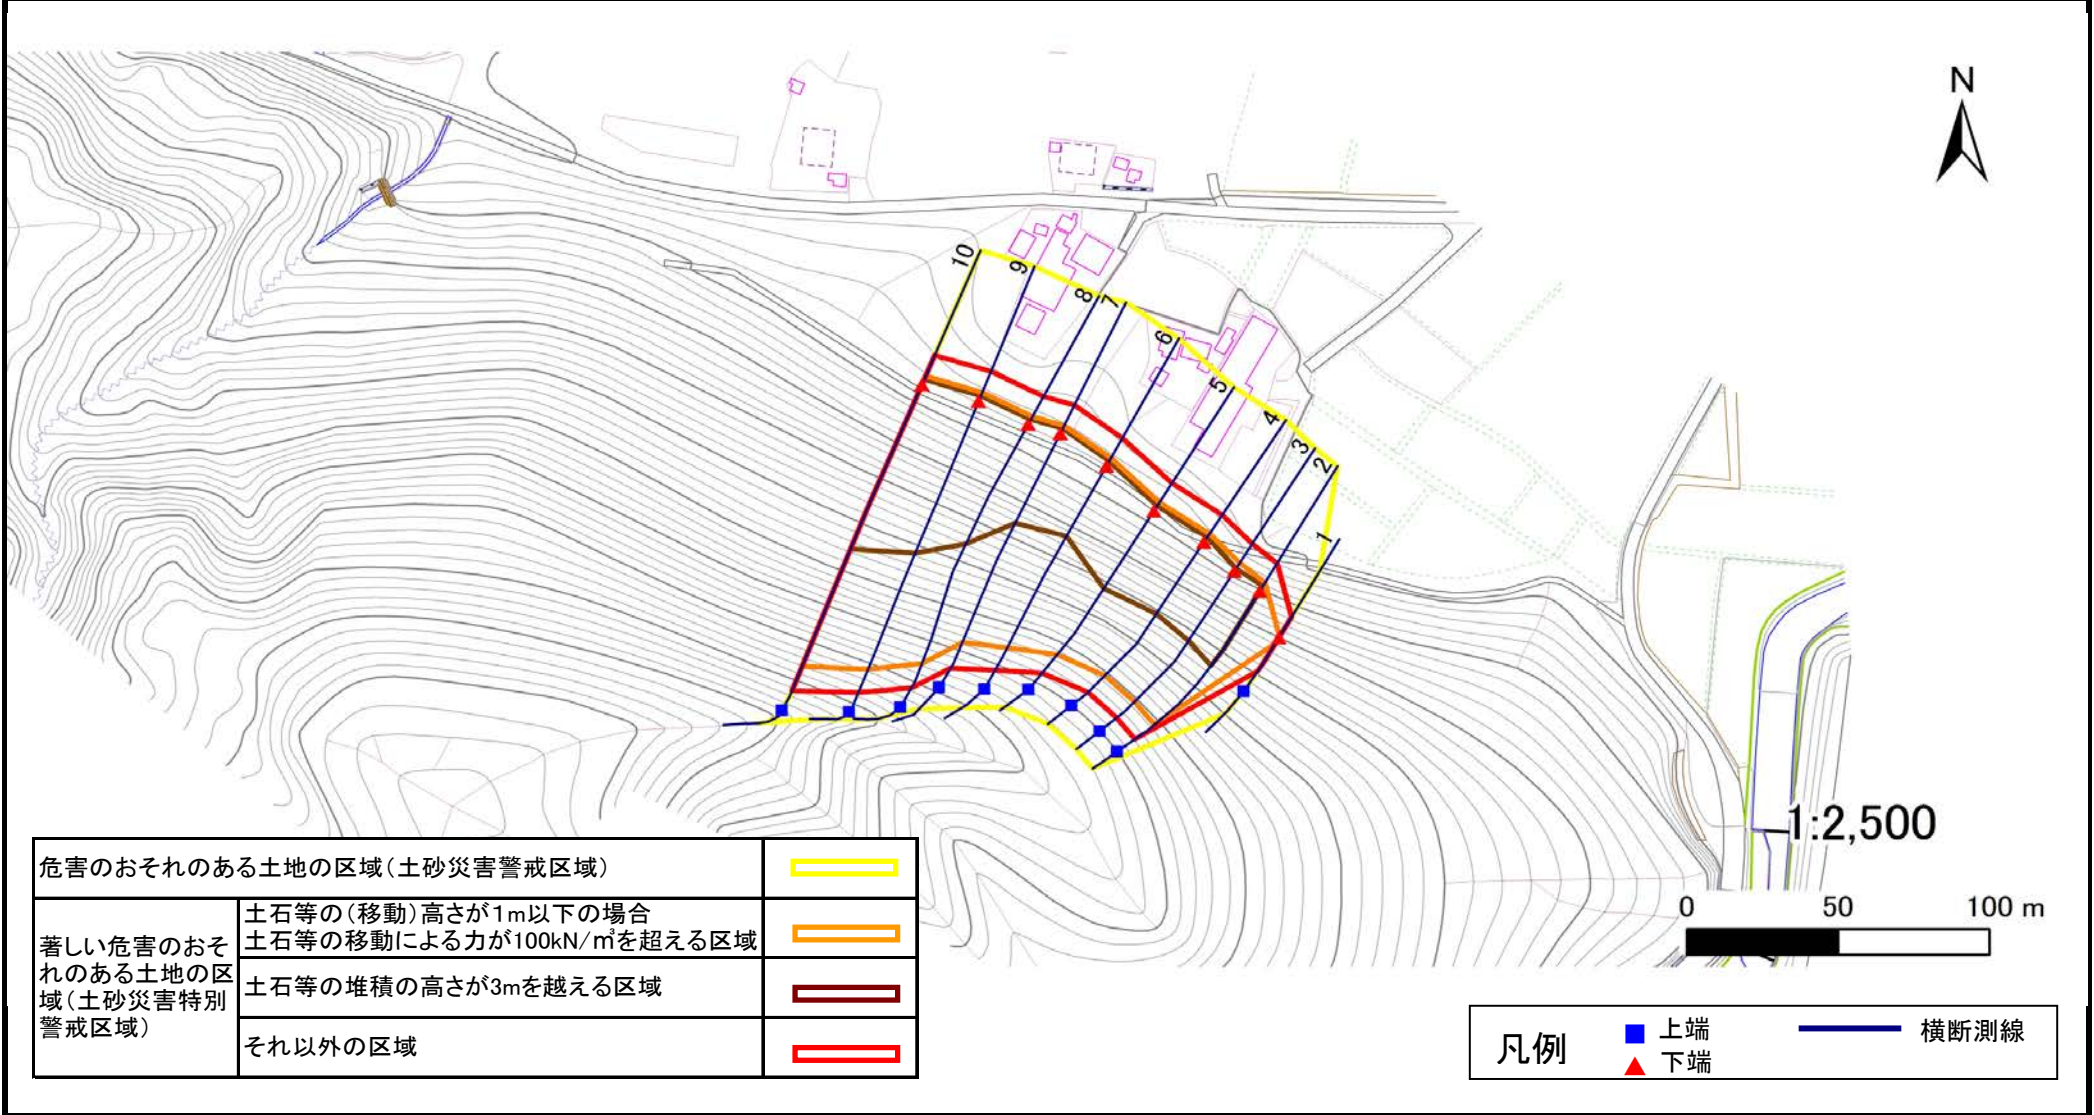 N
10
9
8
7
6
5
4
3
2
1
1:2,500
0 50 100 m
危害のおそれのある土地の区域(土砂災害警戒区域)
著しい危害のおそ
れのある土地の区
域(土砂災害特別
警戒区域)
土石等の(移動)高さが1m以下の場合
土石等の移動による力が100kN/㎡を超える区域
土石等の堆積の高さが3mを越える区域
それ以外の区域
凡例
上端
下端
横断測線